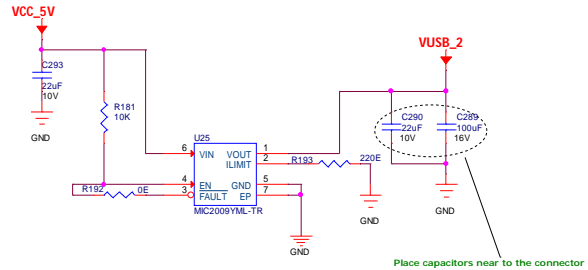 VCC_5V
VUSB_2
C293
22uF
10V
GND
R181
10K
C290
22uF
10V
C289
100uF
16V
GND
U25
6 VIN VOUT 1
ILIMIT 2
R193 220E
4 EN GND 5
3 FAULT EP 7
R192 0E
MIC2009YML-TR
GND
GND
Place capacitors near to the connector